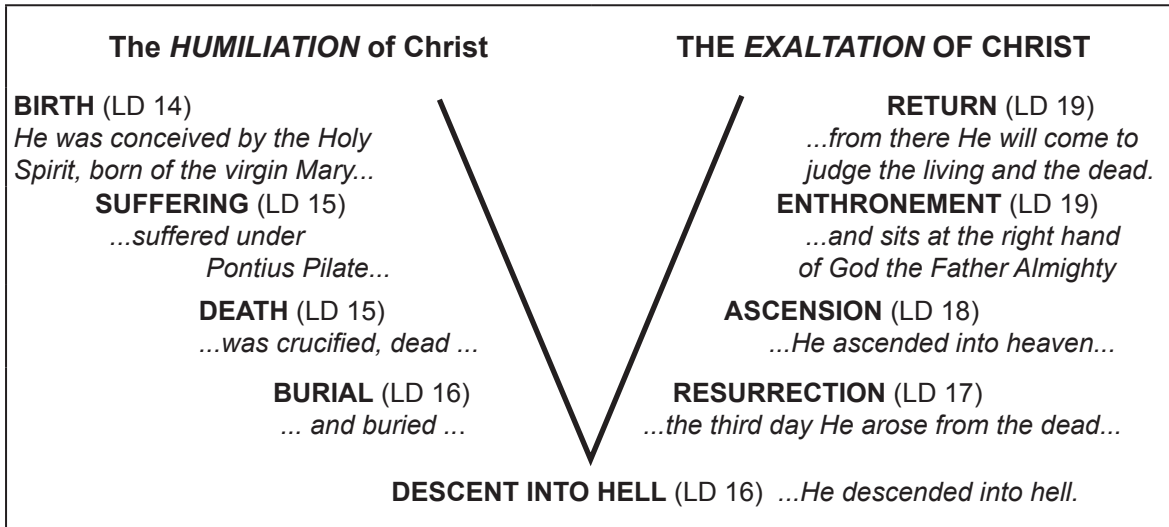 The HUMILIATION of Christ
BIRTH (LD 14)
He was conceived by the Holy
Spirit, born of the virgin Mary...
SUFFERING (LD 15)
...suffered under
Pontius Pilate...
DEATH (LD 15)
...was crucified, dead ...
BURIAL (LD 16)
... and buried ...
THE EXALTATION OF CHRIST
RETURN (LD 19)
...from there He will come to
judge the living and the dead.
ENTHRONEMENT (LD 19)
...and sits at the right hand
of God the Father Almighty
ASCENSION (LD 18)
...He ascended into heaven...
RESURRECTION (LD 17)
...the third day He arose from the dead...
DESCENT INTO HELL (LD 16) ...He descended into hell.